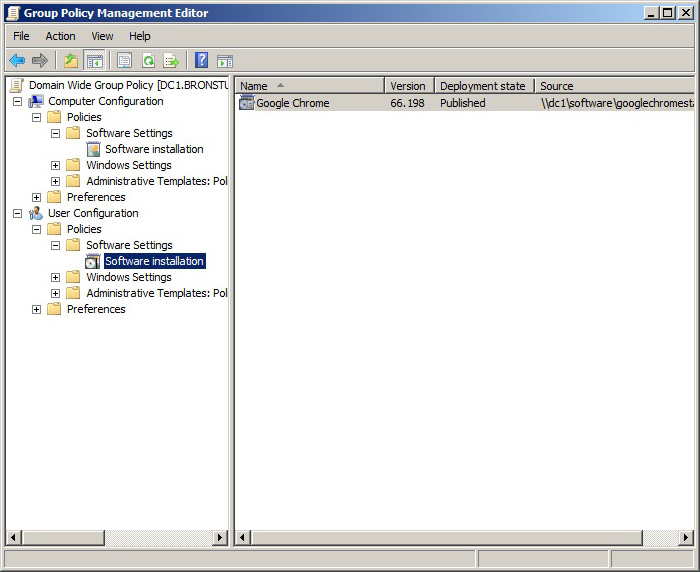 Group Policy Management Editor
File Action View Help
Domain Wide Group Policy [DC1.BRONSTU
Computer Configuration
Policies
Software Settings
Software installation
Windows Settings
Administrative Templates: Pol
Preferences
User Configuration
Policies
Software Settings
Software installation
Windows Settings
Administrative Templates: Pol
Preferences
Name Version Deployment state Source
Google Chrome 66.198 Published \\dc1\software\googlechromesta